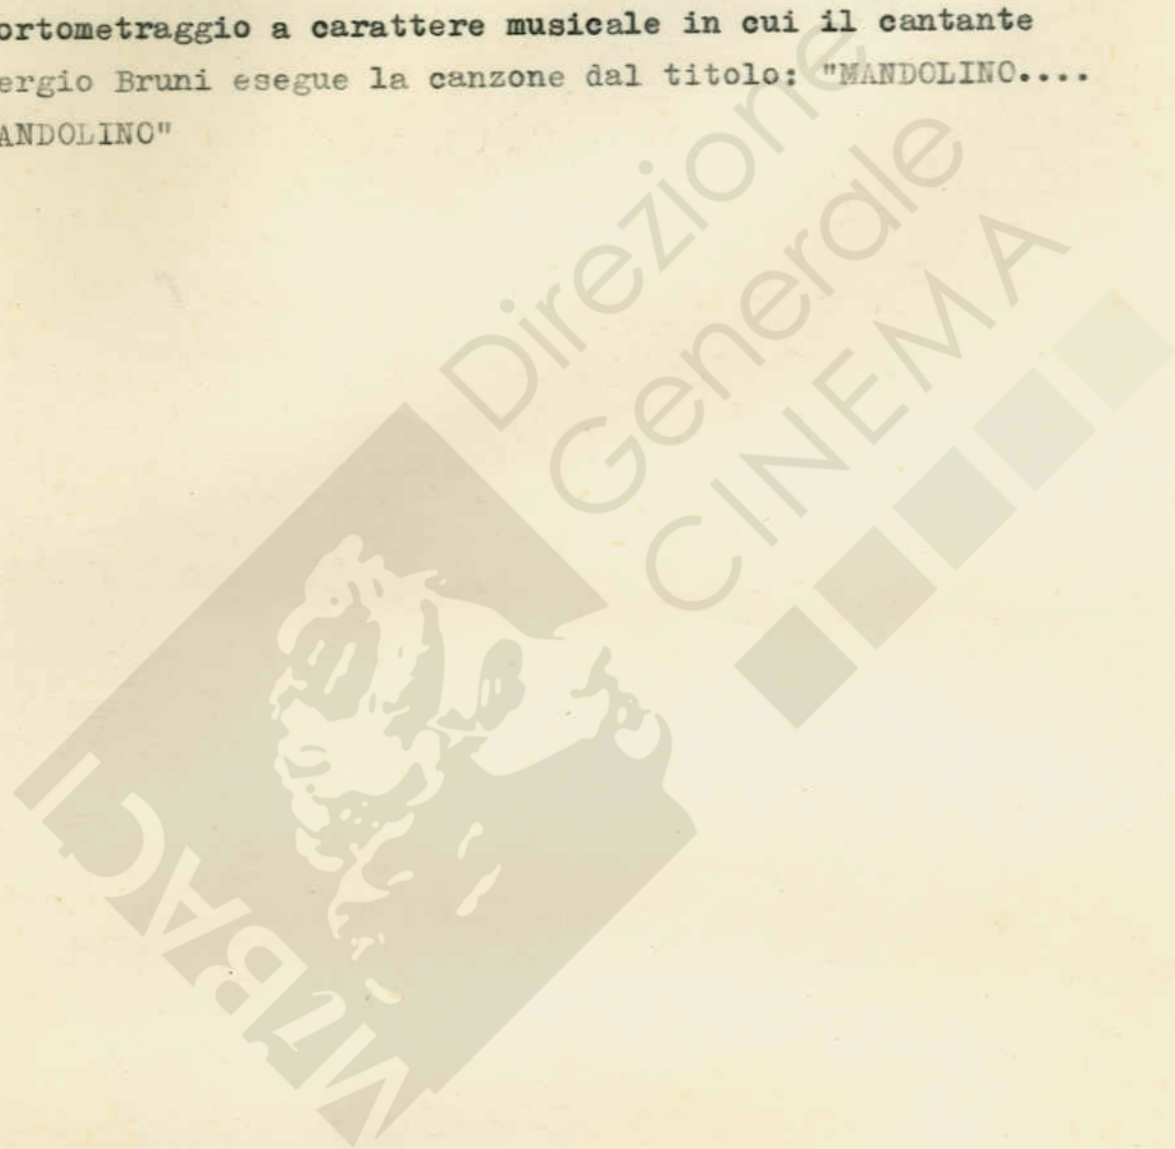 ortometraggio a carattere musicale in cui il cantante
ergio Bruni esegue la canzone dal titolo: "MANDOLINO....
ANDOLINO"
Direzione
Generale
CINEMA
MiBAC